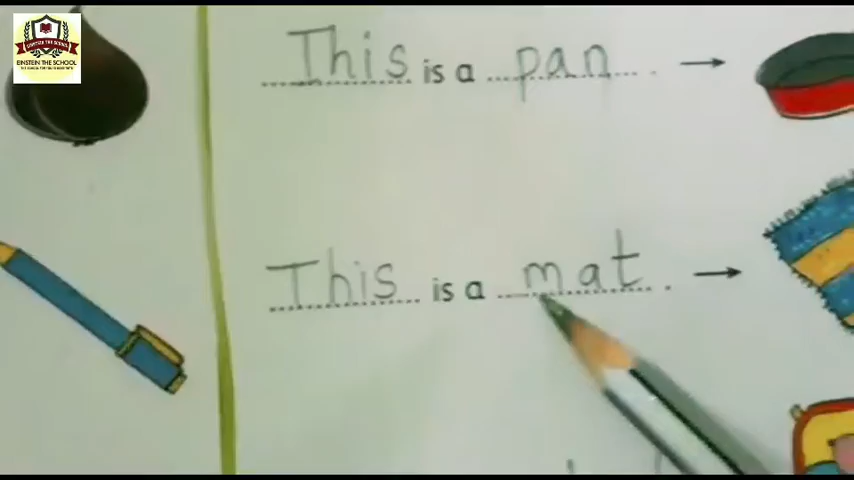 EINSTEIN THE SCHOOL
This is a pan.
This is a mat.